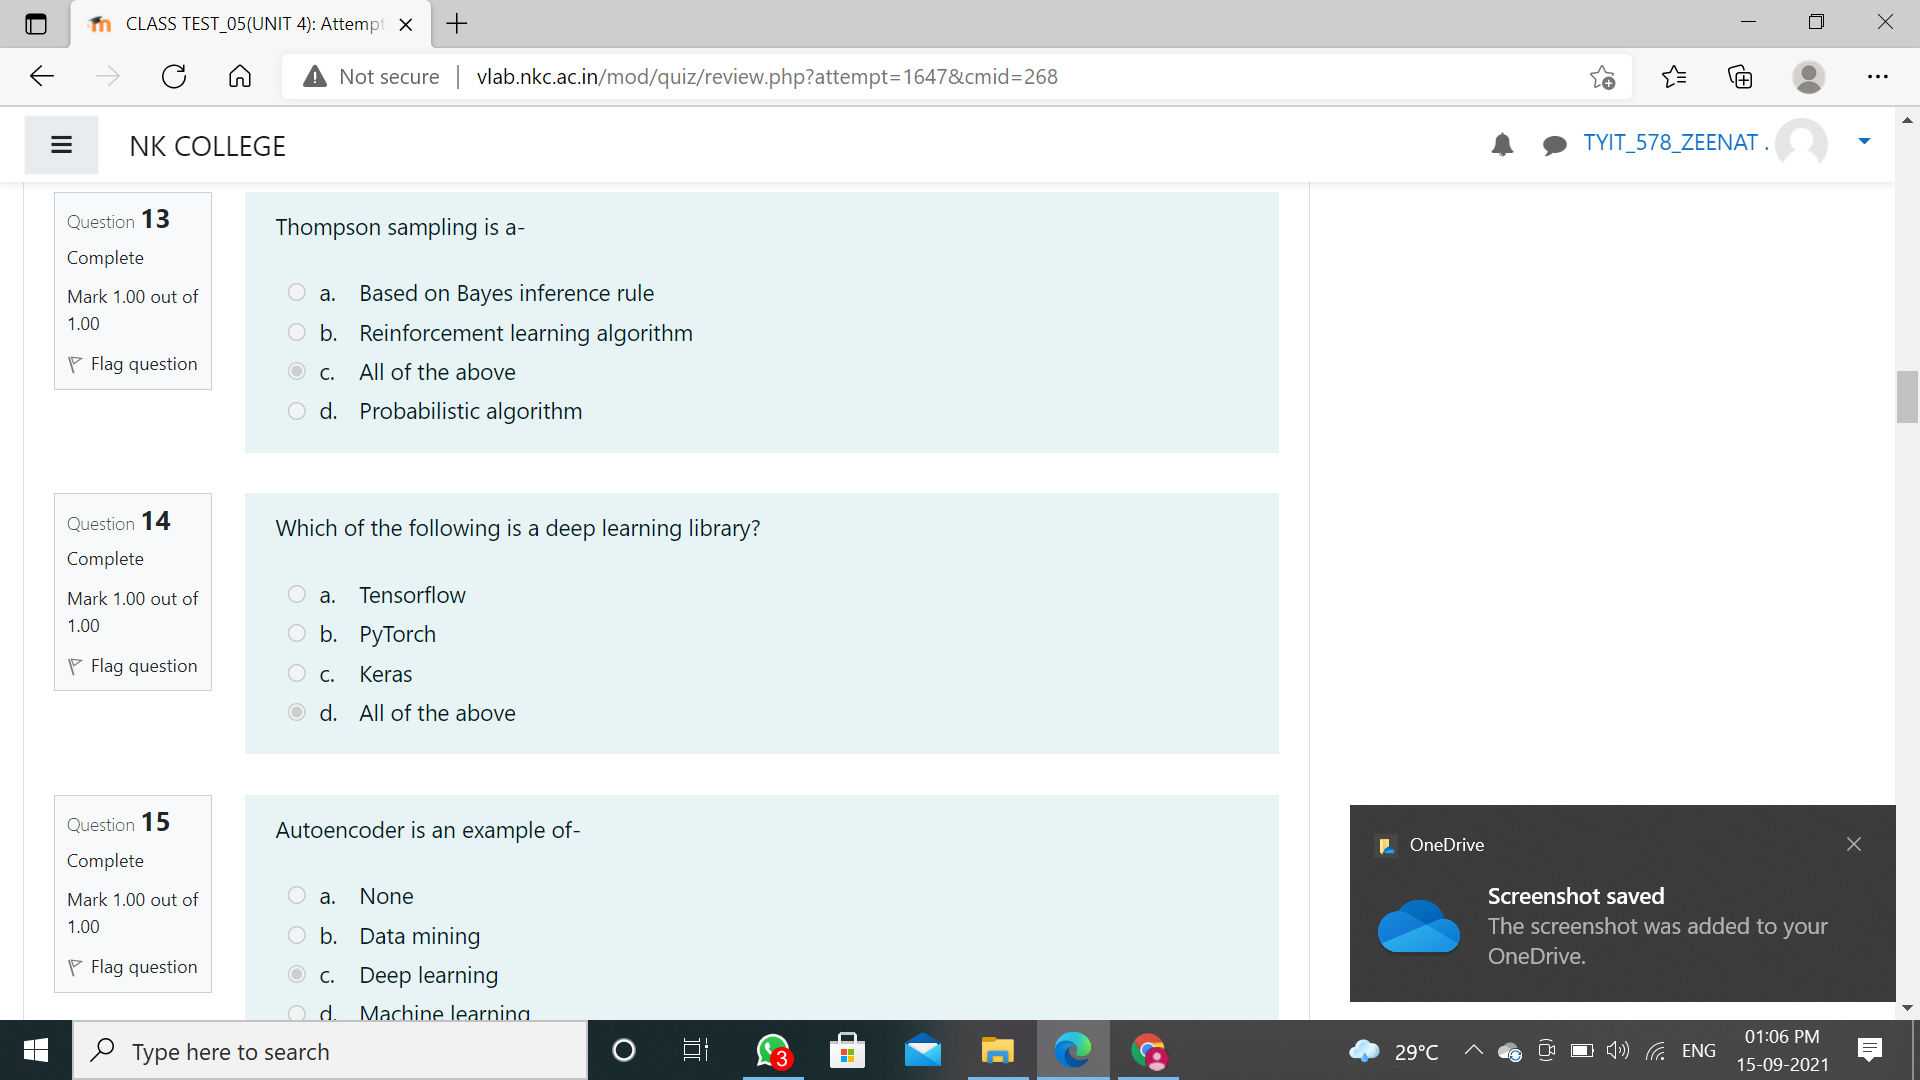 CLASS TEST_05(UNIT 4): Attempt
Not secure
vlab.nkc.ac.in/mod/quiz/review.php?attempt=1647&cmid=268
NK COLLEGE
TYIT_578_ZEENAT .
Question 13
Complete
Mark 1.00 out of
1.00
Flag question
Thompson sampling is a-
a. Based on Bayes inference rule
b. Reinforcement learning algorithm
c. All of the above
d. Probabilistic algorithm
Question 14
Complete
Mark 1.00 out of
1.00
Flag question
Which of the following is a deep learning library?
a. Tensorflow
b. PyTorch
c. Keras
d. All of the above
Question 15
Complete
Mark 1.00 out of
1.00
Flag question
Autoencoder is an example of-
a. None
b. Data mining
c. Deep learning
d. Machine learning
OneDrive
Screenshot saved
The screenshot was added to your
OneDrive.
Type here to search
3
29°C
ENG
01:06 PM
15-09-2021